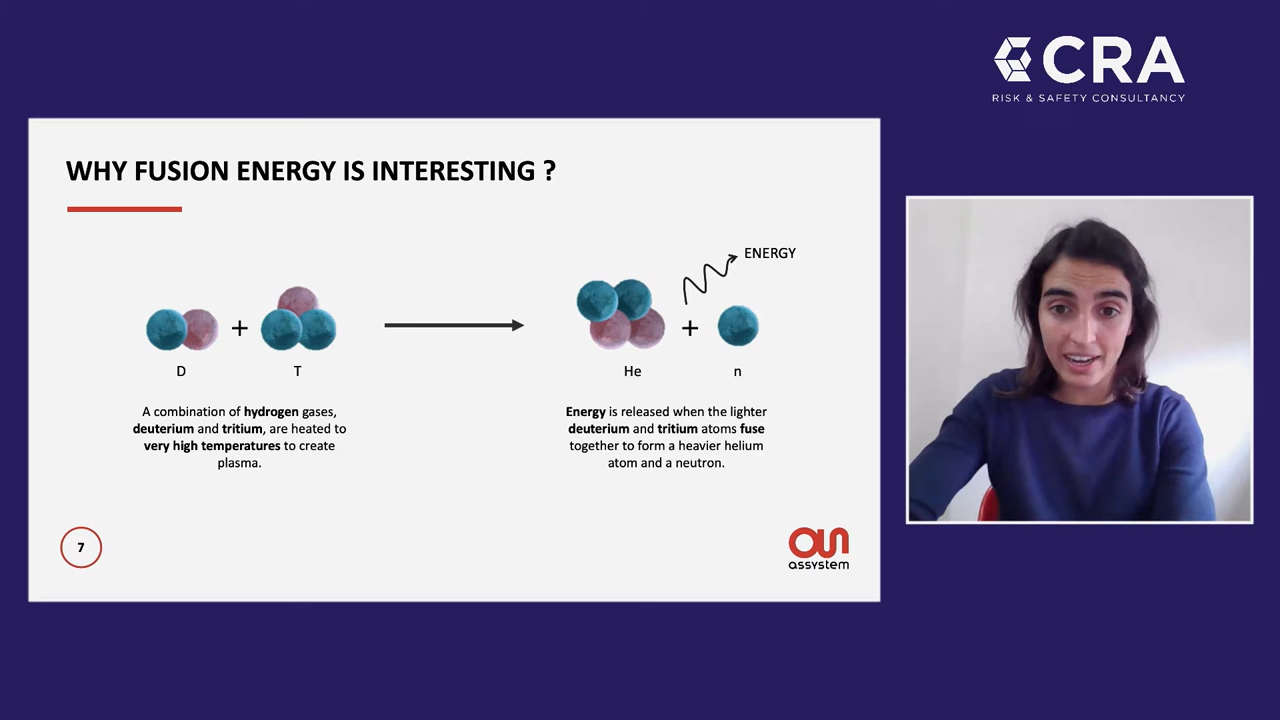 CRA
RISK & SAFETY CONSULTANCY
WHY FUSION ENERGY IS INTERESTING ?
ENERGY
+
+
D
T
He
n
A combination of hydrogen gases,
deuterium and tritium, are heated to
very high temperatures to create
plasma.
Energy is released when the lighter
deuterium and tritium atoms fuse
together to form a heavier helium
atom and a neutron.
7
assystem